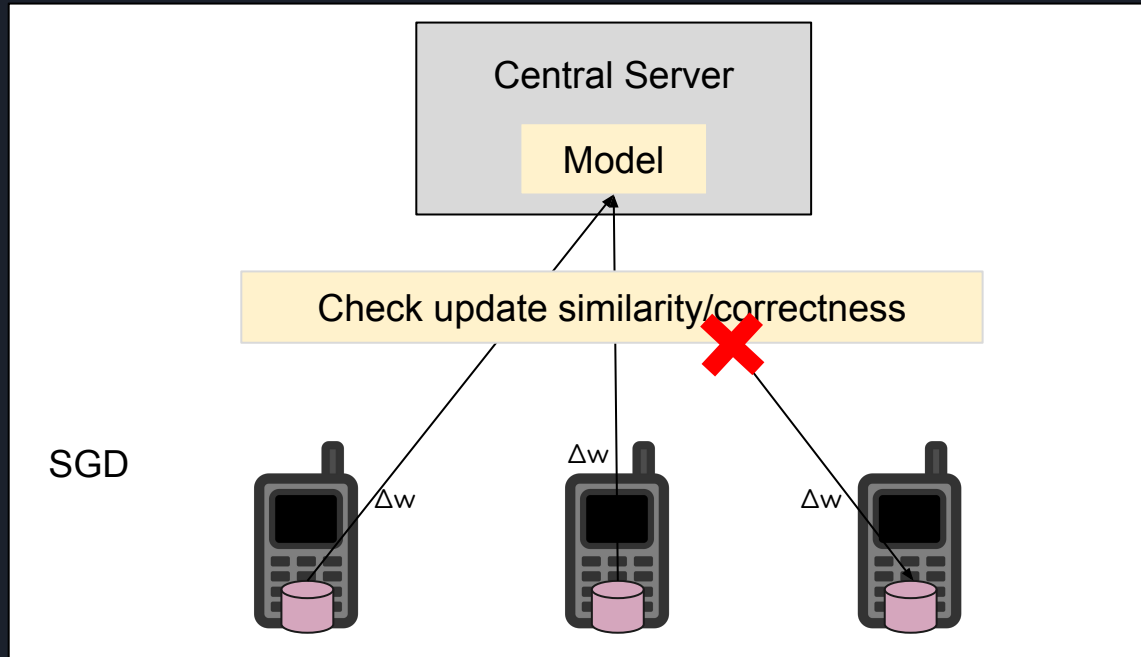 Central Server
Model
Check update similarity/correctness
SGD
Δw
Δw
Δw